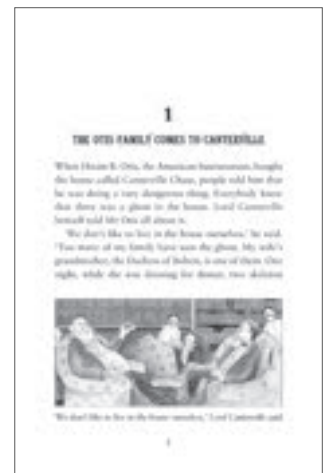 1
THE OTIS FAMILY COMES TO CANTERVILLE
When Hiram B. Otis, the American businessman, bought
the house called Canterville Chase, people told him that
he was doing a very dangerous thing. Everybody knew
that there was a ghost in the house. Lord Canterville
himself told Mr Otis all about it.
'We don't like to live in the house ourselves,' he said.
'Too many of my family have seen the ghost. My wife's
grandmother, the Duchess of Bolton, is one of them. One
night, while she was dressing for dinner, two skeleton
'We don't like to live in the house ourselves,' Lord Canterville said
1